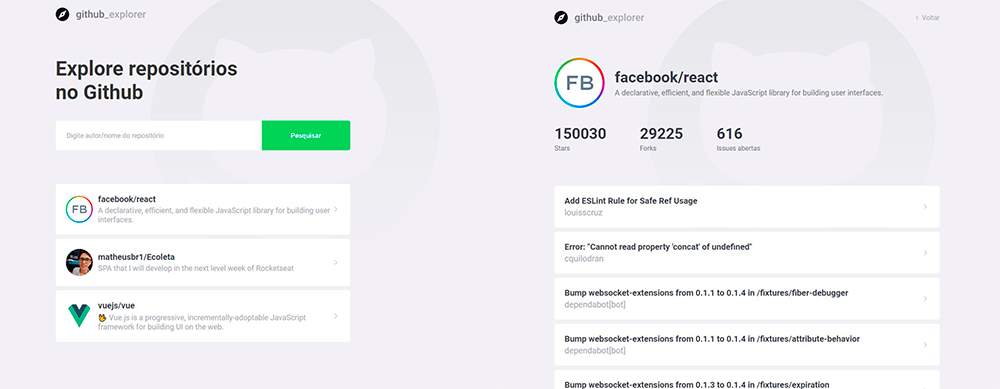 github_explorer
Explore repositórios
no Github
Digite autor/nome do repositório
Pesquisar
FB
facebook/react
A declarative, efficient, and flexible JavaScript library for building user
interfaces.
matheusbr1/Ecoleta
SPA that I will develop in the next level week of Rocketseat
vuejs/vue
🖖 Vue.js is a progressive, incrementally-adoptable JavaScript
framework for building UI on the web.
github_explorer
Voltar
FB
facebook/react
A declarative, efficient, and flexible JavaScript library for building user interfaces.
150030
Stars
29225
Forks
616
Issues abertas
Add ESLint Rule for Safe Ref Usage
louisscruz
Error: "Cannot read property 'concat' of undefined"
cquilodran
Bump websocket-extensions from 0.1.1 to 0.1.4 in /fixtures/fiber-debugger
dependabot[bot]
Bump websocket-extensions from 0.1.1 to 0.1.4 in /fixtures/attribute-behavior
dependabot[bot]
Bump websocket-extensions from 0.1.3 to 0.1.4 in /fixtures/expiration